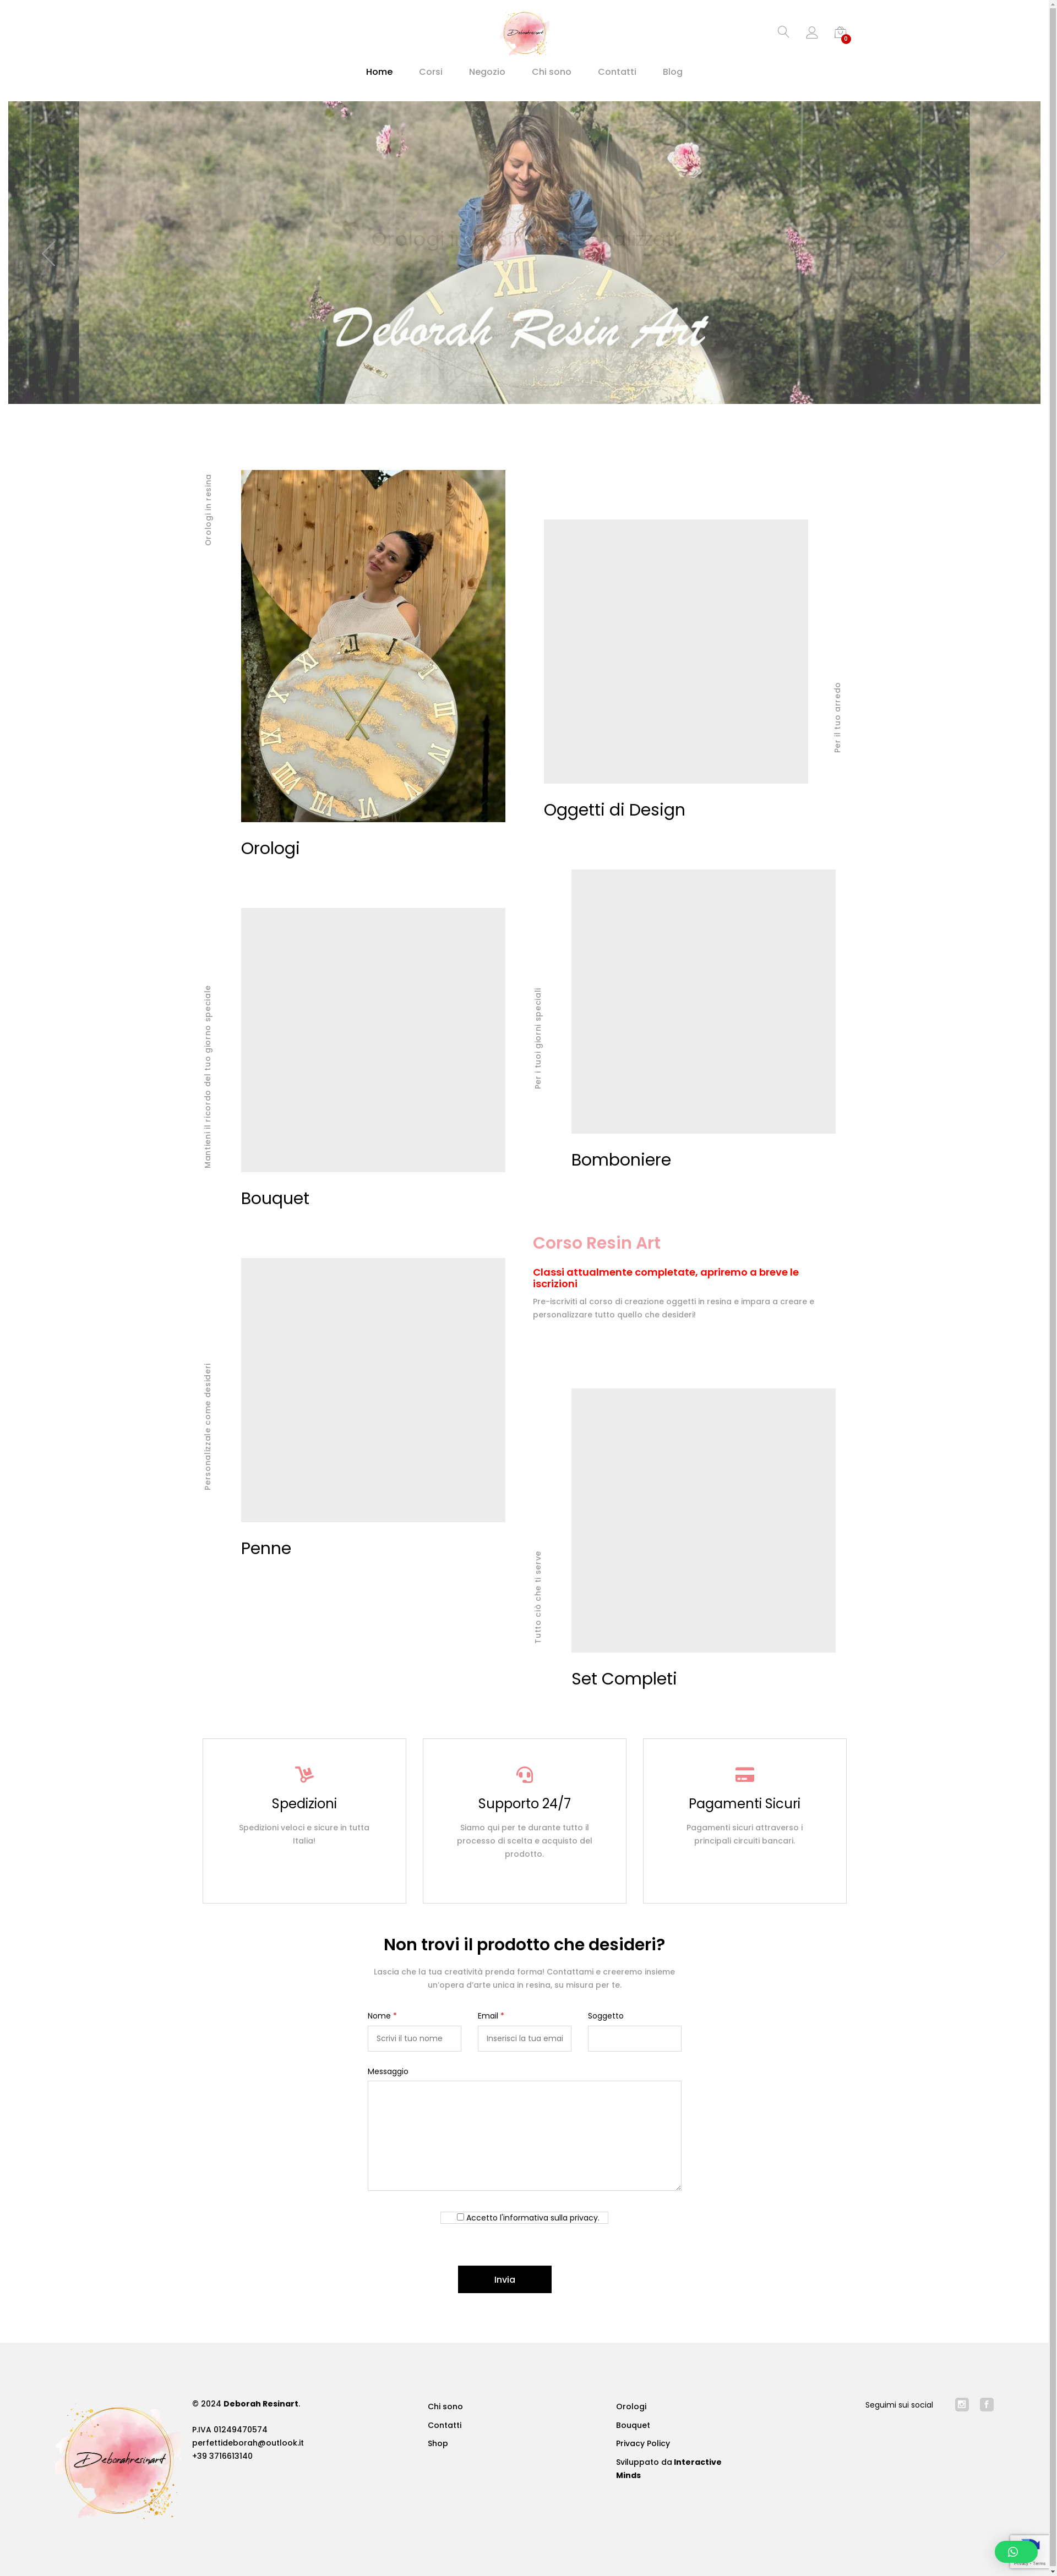 Deborahresinart
0
Home Corsi Negozio Chi sono Contatti Blog
XII
Deborah Resin Art
Orologi in resina
Orologi
Per il tuo arredo
Oggetti di Design
Mantieni il ricordo del tuo giorno speciale
Bouquet
Per i tuoi giorni speciali
Bomboniere
Corso Resin Art
Classi attualmente completate, apriremo a breve le
iscrizioni
Pre-iscriviti al corso di creazione oggetti in resina e impara a creare e
personalizzare tutto quello che desideri!
Personalizzale come desideri
Penne
Tutto ciò che ti serve
Set Completi
Spedizioni
Spedizioni veloci e sicure in tutta
Italia!
Supporto 24/7
Siamo qui per te durante tutto il
processo di scelta e acquisto del
prodotto.
Pagamenti Sicuri
Pagamenti sicuri attraverso i
principali circuiti bancari.
Non trovi il prodotto che desideri?
Lascia che la tua creatività prenda forma! Contattami e creeremo insieme
un'opera d'arte unica in resina, su misura per te.
Nome * Email * Soggetto
Scrivi il tuo nome Inserisci la tua emai
Messaggio
Accetto l'informativa sulla privacy.
Invia
Deborahresinart
© 2024 Deborah Resinart.
P.IVA 01249470574
perfettideborah@outlook.it
+39 3716613140
Chi sono
Contatti
Shop
Orologi
Bouquet
Privacy Policy
Sviluppato da Interactive
Minds
Seguimi sui social
Privacy - Terms